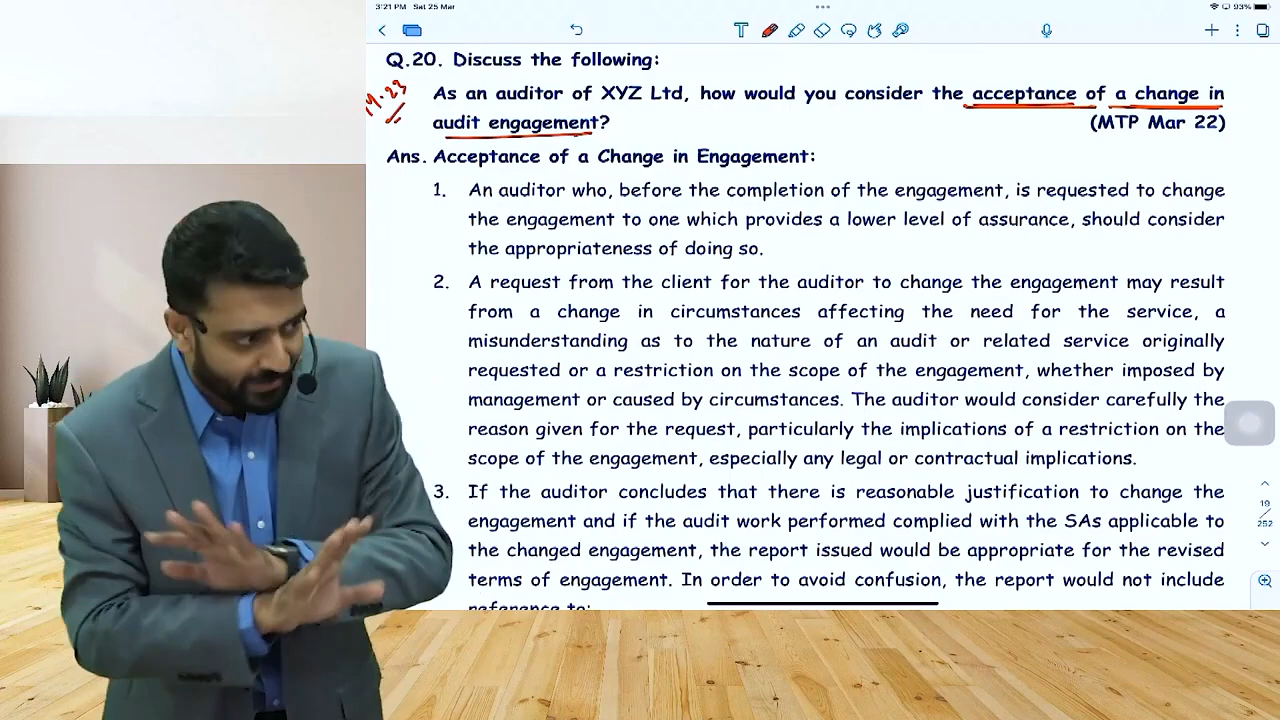 3:21 PM Sat 25 Mar
93%
Q.20. Discuss the following:
As an auditor of XYZ Ltd, how would you consider the acceptance of a change in
audit engagement? (MTP Mar 22)
Ans. Acceptance of a Change in Engagement:
1. An auditor who, before the completion of the engagement, is requested to change
the engagement to one which provides a lower level of assurance, should consider
the appropriateness of doing so.
2. A request from the client for the auditor to change the engagement may result
from a change in circumstances affecting the need for the service, a
misunderstanding as to the nature of an audit or related service originally
requested or a restriction on the scope of the engagement, whether imposed by
management or caused by circumstances. The auditor would consider carefully the
reason given for the request, particularly the implications of a restriction on the
scope of the engagement, especially any legal or contractual implications.
3. If the auditor concludes that there is reasonable justification to change the
engagement and if the audit work performed complied with the SAs applicable to
the changed engagement, the report issued would be appropriate for the revised
terms of engagement. In order to avoid confusion, the report would not include
reference to:
19
252